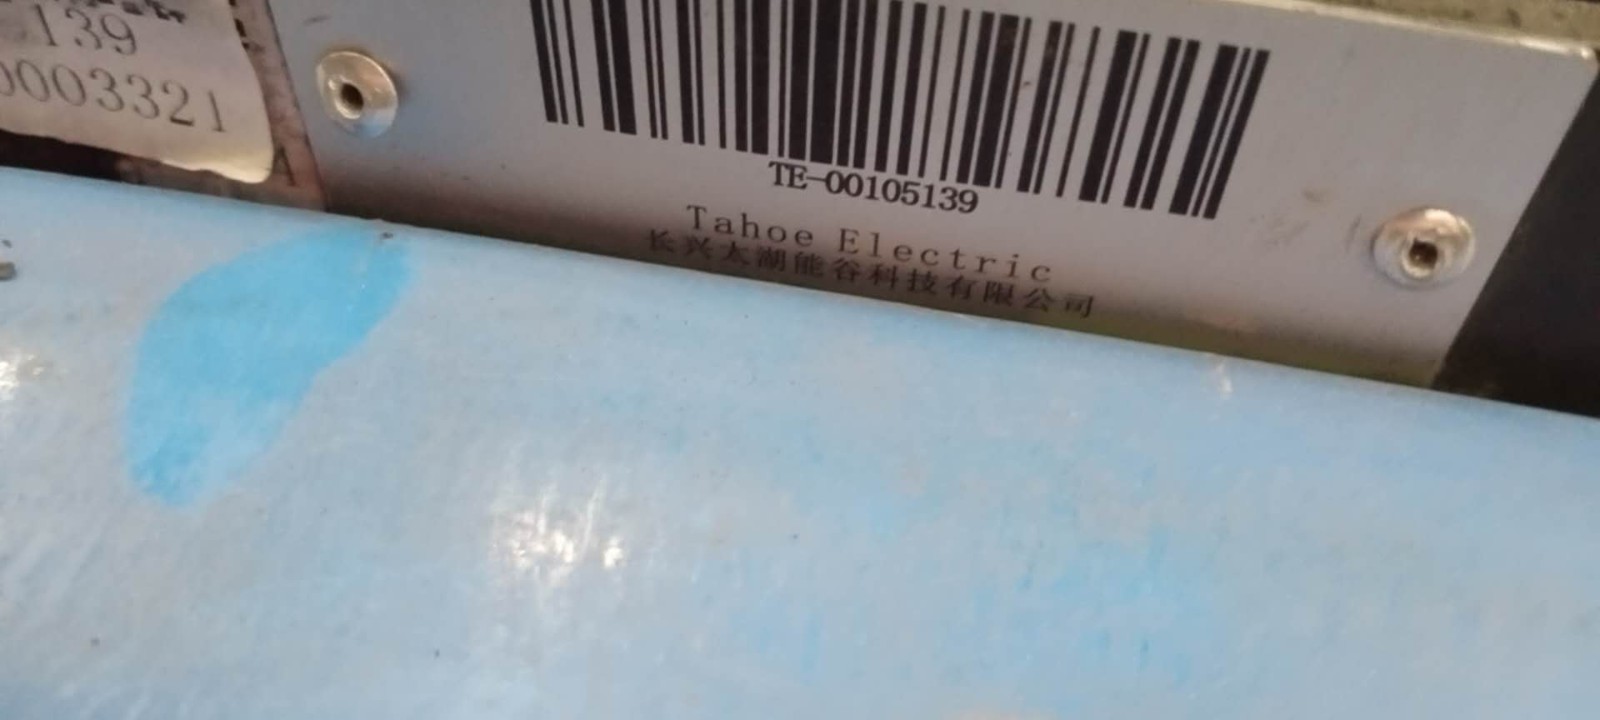 139
0003321
A
TE-00105139
Tahoe Electric
长兴太湖能谷科技有限公司